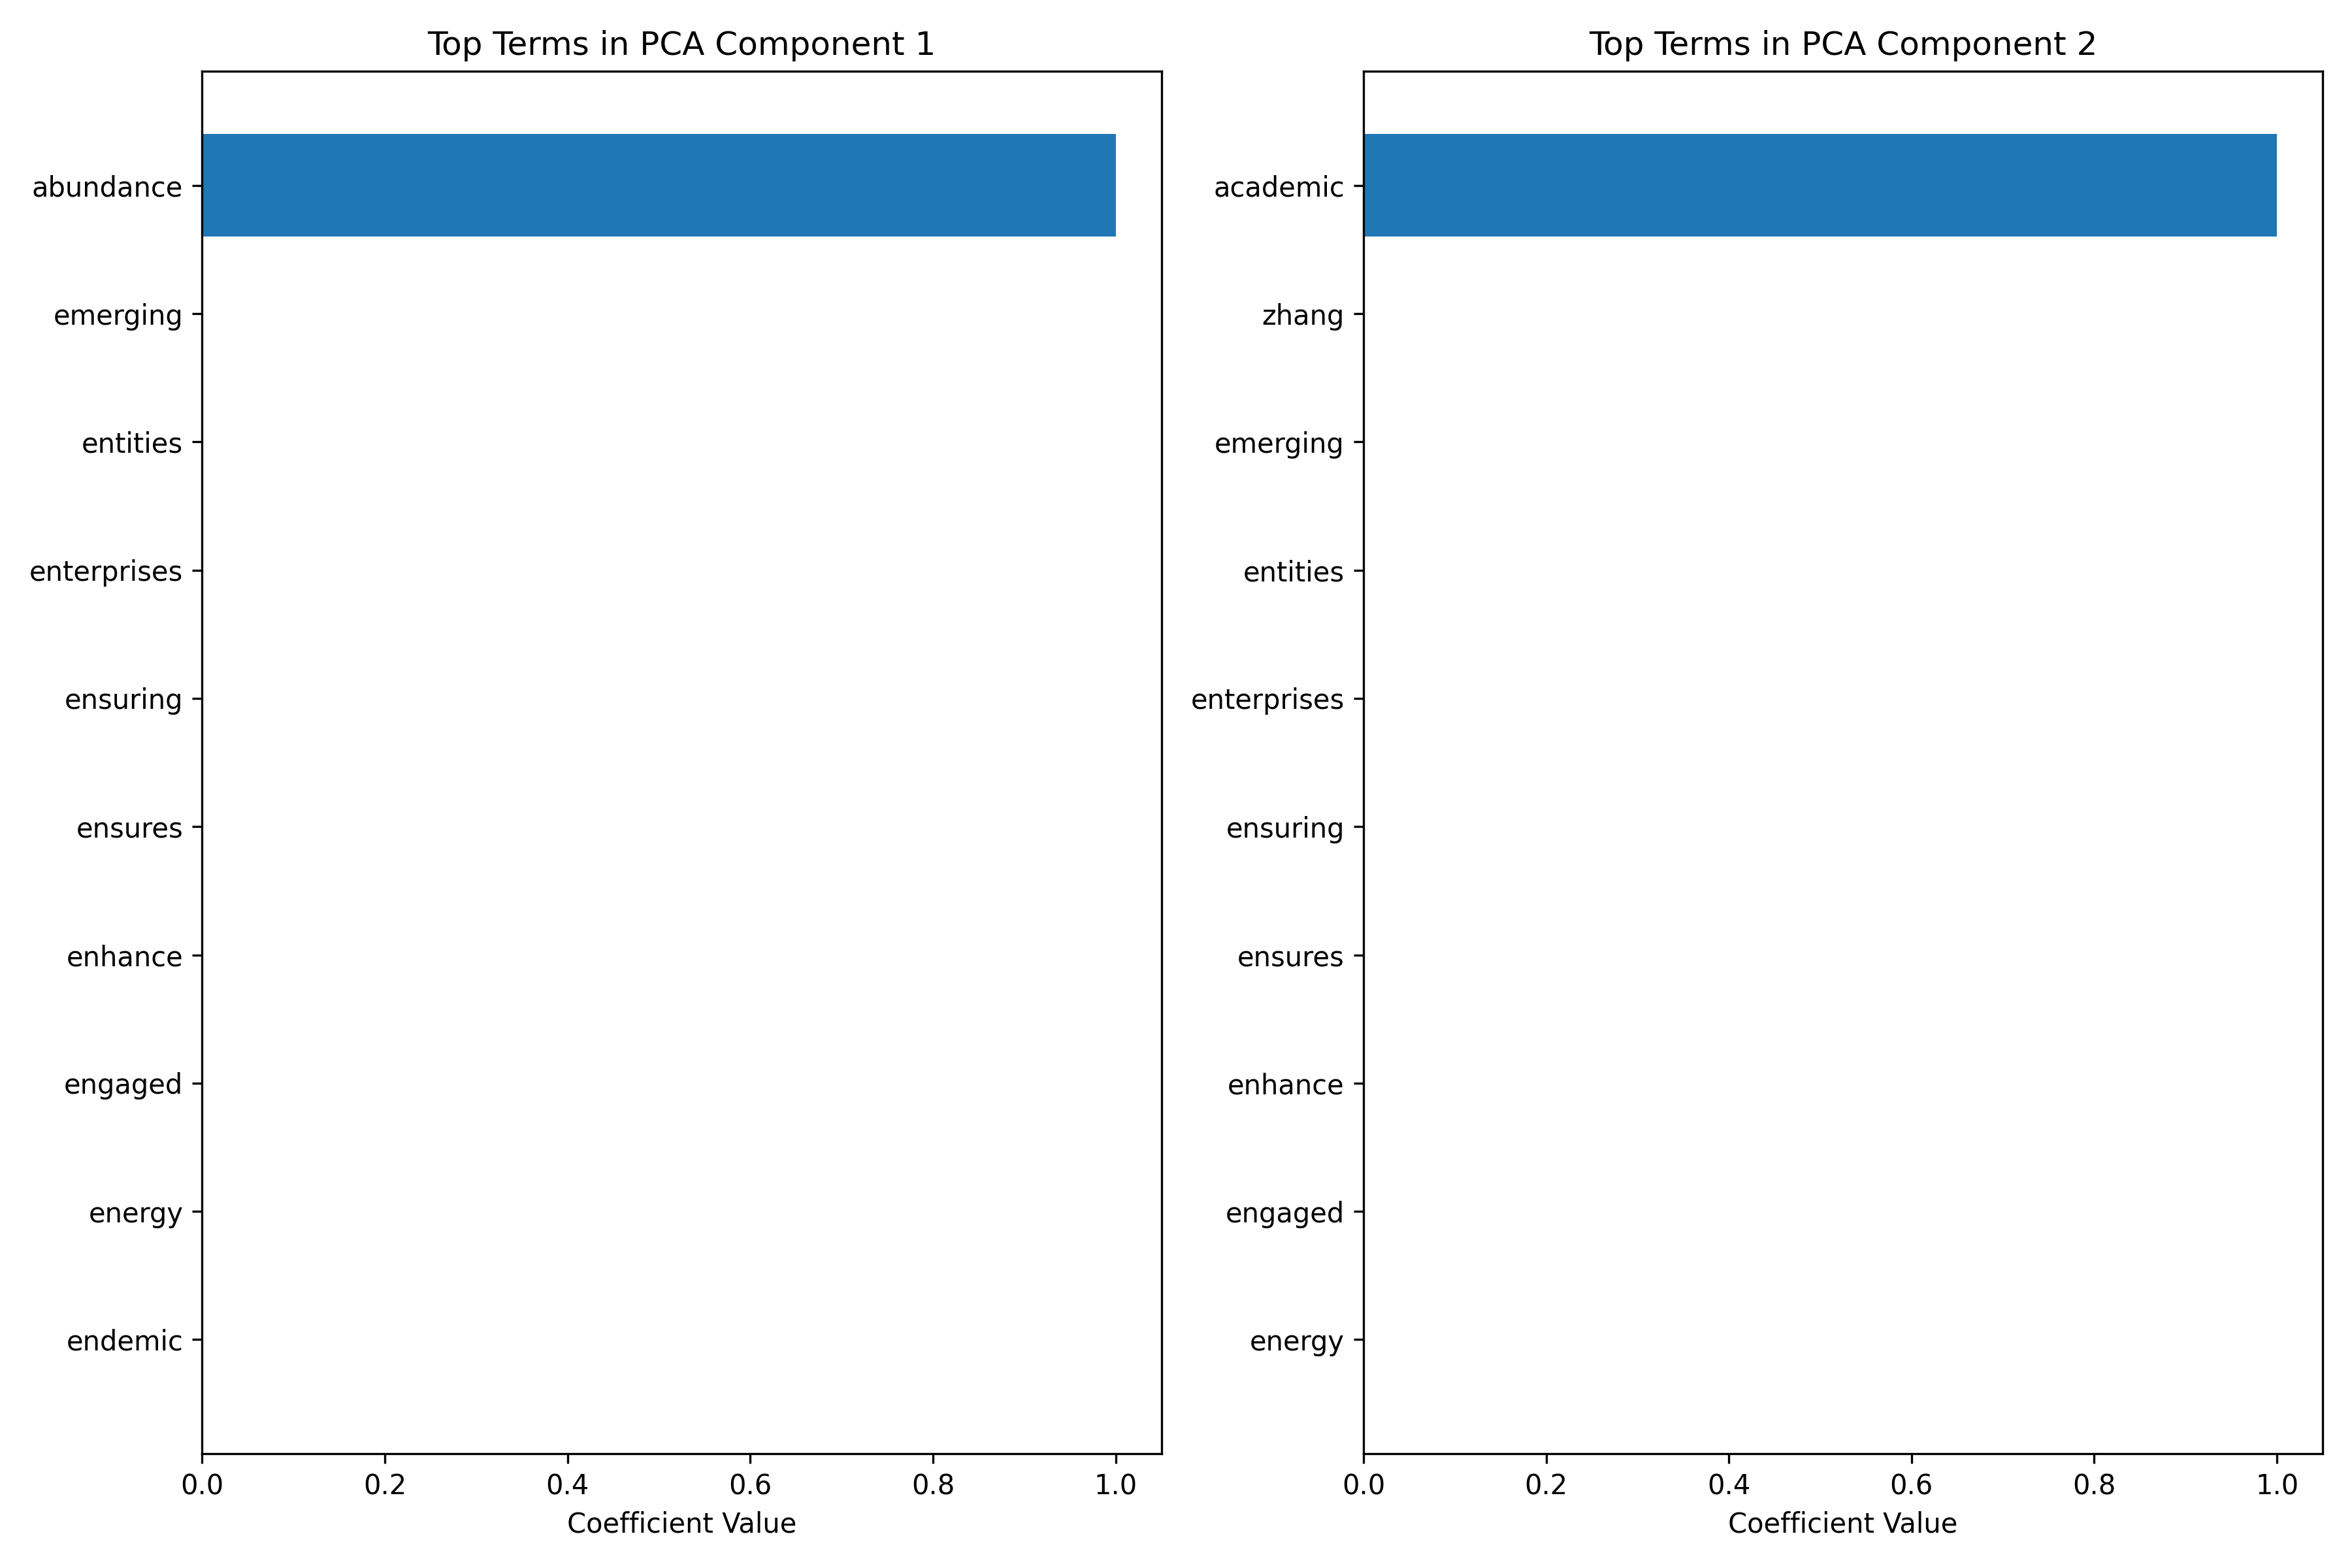 Top Terms in PCA Component 1
abundance
emerging
entities
enterprises
ensuring
ensures
enhance
engaged
energy
endemic
0.0 0.2 0.4 0.6 0.8 1.0
Coefficient Value
Top Terms in PCA Component 2
academic
zhang
emerging
entities
enterprises
ensuring
ensures
enhance
engaged
energy
0.0 0.2 0.4 0.6 0.8 1.0
Coefficient Value